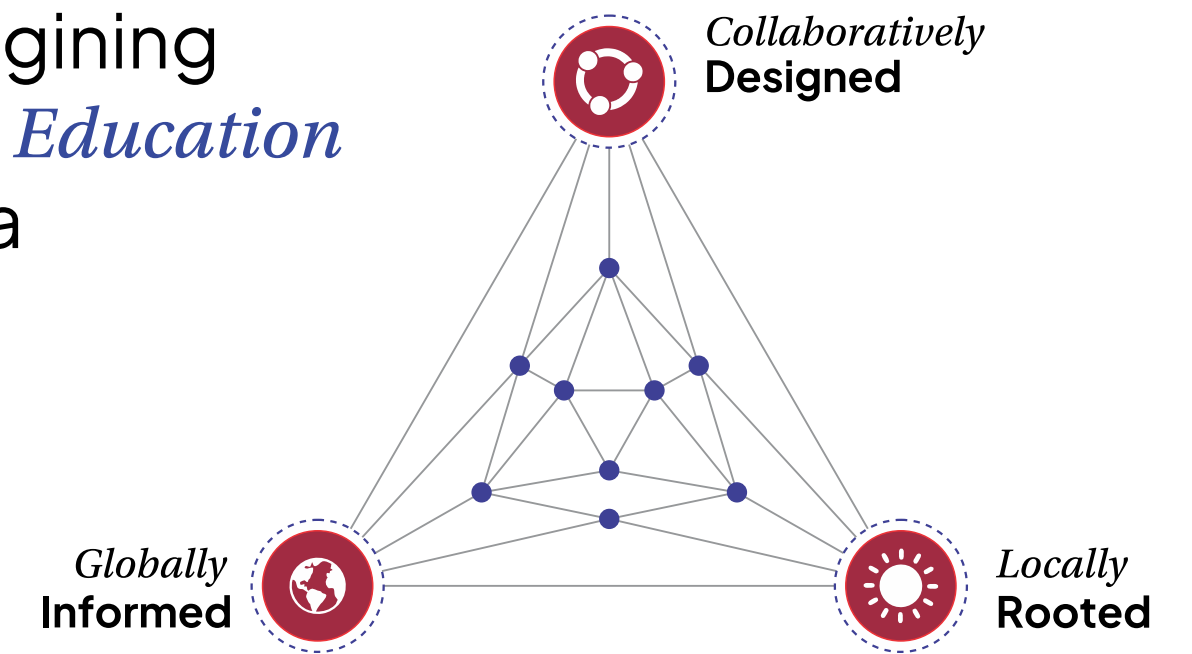 gining
Education
a
Collaboratively
Designed
Globally
Informed
Locally
Rooted